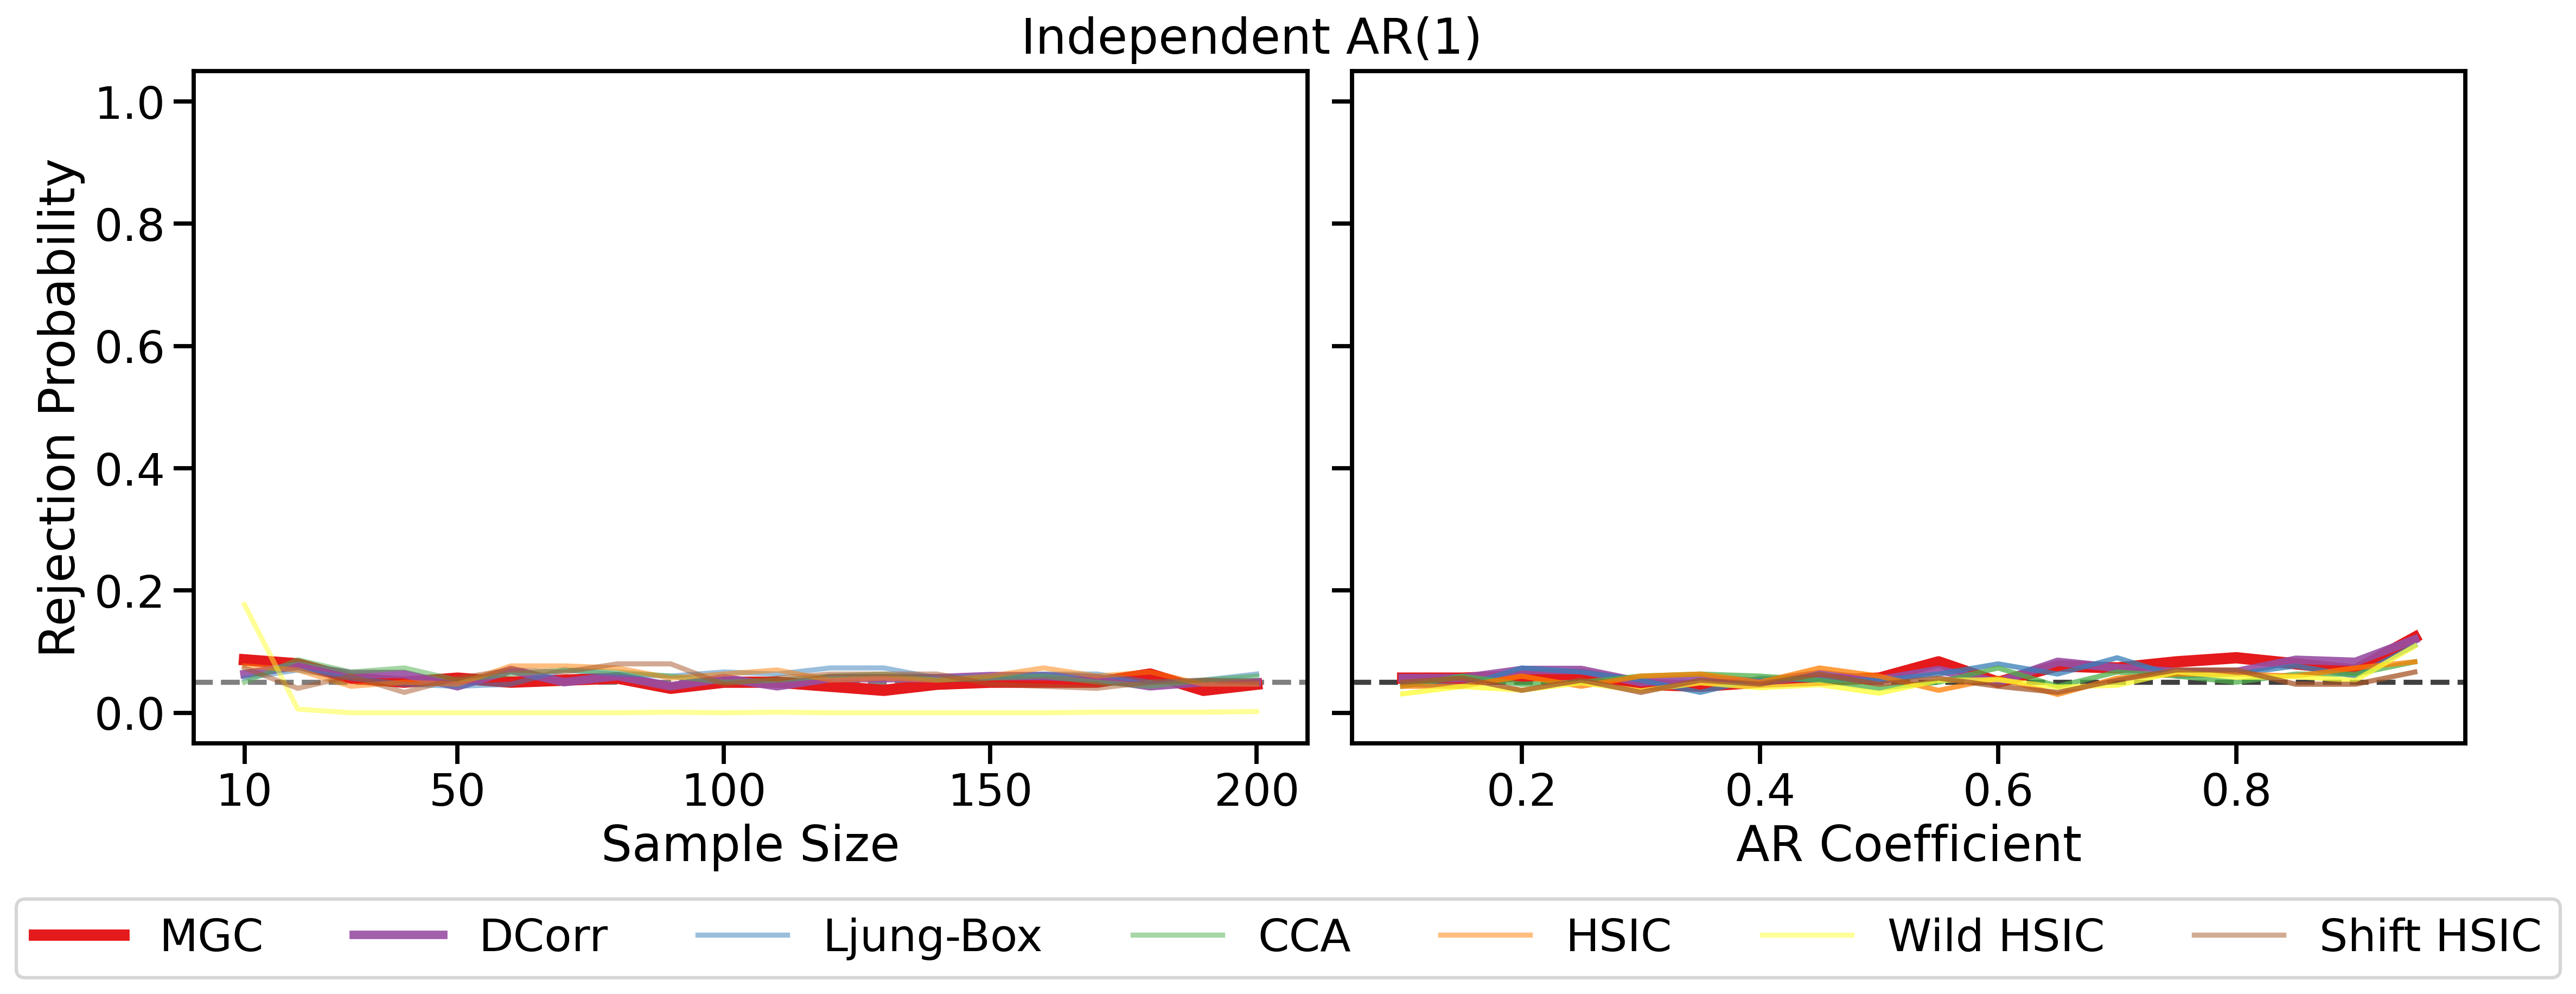 Independent AR(1)
Rejection Probability
1.0
0.8
0.6
0.4
0.2
0.0
10 50 100 150 200
Sample Size
0.2 0.4 0.6 0.8
AR Coefficient
MGC DCorr Ljung-Box CCA HSIC Wild HSIC Shift HSIC